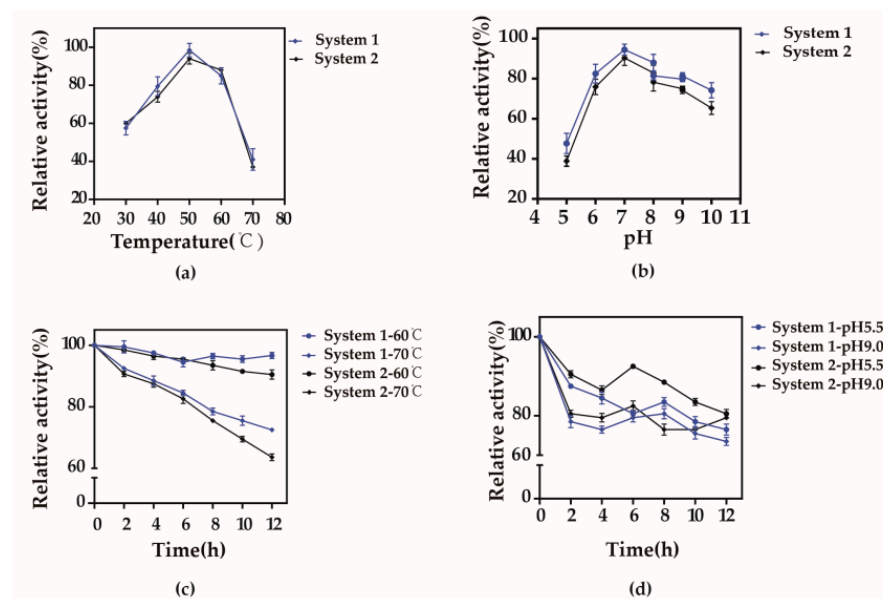 Relative activity(%)
100
80
60
40
20
20 30 40 50 60 70 80
Temperature(℃)
System 1
System 2
(a)
Relative activity(%)
100
80
60
40
20
4 5 6 7 8 9 10 11
pH
System 1
System 2
(b)
Relative activity(%)
100
80
60
0
0 2 4 6 8 10 12
Time(h)
System 1-60℃
System 1-70℃
System 2-60℃
System 2-70℃
(c)
Relative activity(%)
100
80
60
0
0 2 4 6 8 10 12
Time(h)
System 1-pH5.5
System 1-pH9.0
System 2-pH5.5
System 2-pH9.0
(d)